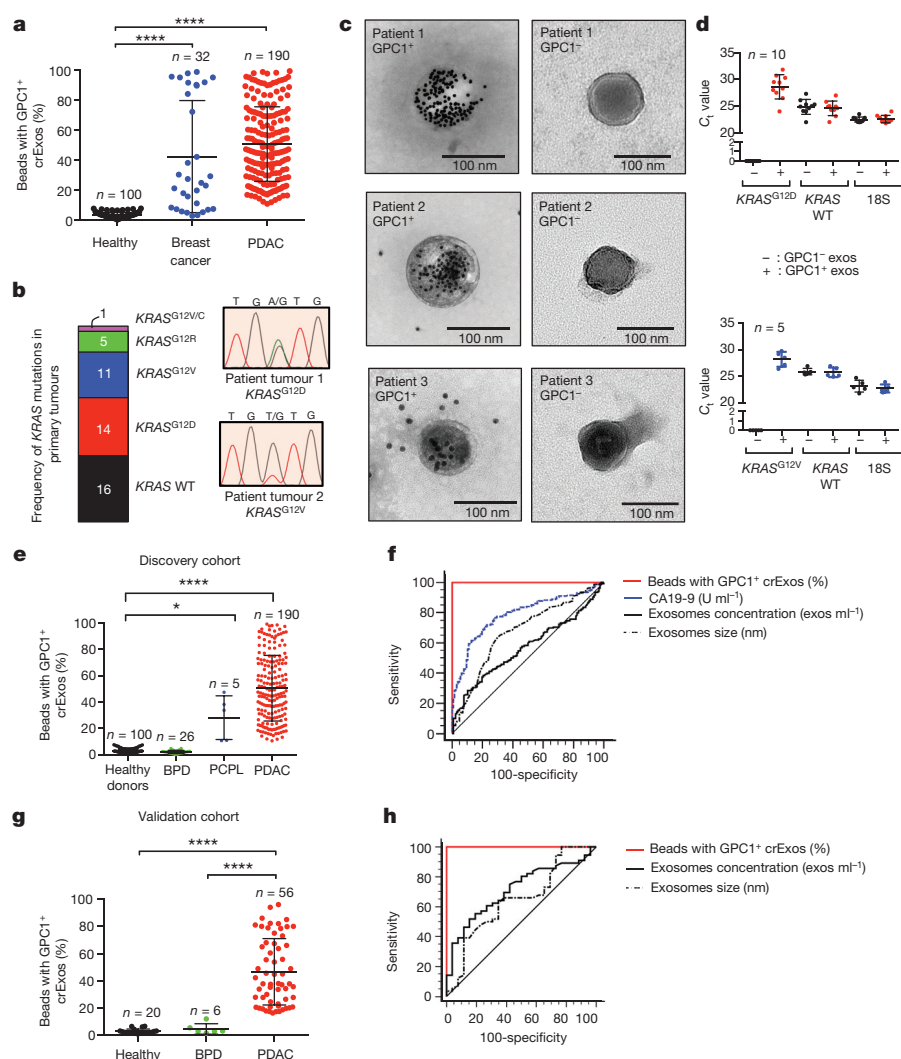 a
****
****
n = 32
n = 190
n = 100
Beads with GPC1+
crExos (%)
100
80
60
40
20
0
Healthy
Breast
cancer
PDAC
b
Frequency of KRAS mutations in
primary tumours
1
5
11
14
16
KRASG12V/C
KRASG12R
KRASG12V
KRASG12D
KRAS WT
T G A/G T G
Patient tumour 1
KRASG12D
T G T/G T G
Patient tumour 2
KRASG12V
c
Patient 1
GPC1+
100 nm
Patient 1
GPC1−
100 nm
Patient 2
GPC1+
100 nm
Patient 2
GPC1−
100 nm
Patient 3
GPC1+
100 nm
Patient 3
GPC1−
100 nm
d
n = 10
Ct value
35
30
25
20
15
2
1
0
− + − + − +
KRASG12D
KRAS
WT
18S
− : GPC1− exos
+ : GPC1+ exos
n = 5
Ct value
35
30
25
20
15
2
1
0
− + − + − +
KRASG12V
KRAS
WT
18S
e
Discovery cohort
****
*
n = 190
n = 5
n = 100
n = 26
Beads with GPC1+
crExos (%)
100
80
60
40
20
0
Healthy
donors
BPD
PCPL
PDAC
f
Sensitivity
100
80
60
40
20
0
0 20 40 60 80 100
100-specificity
Beads with GPC1+ crExos (%)
CA19-9 (U ml−1)
Exosomes concentration (exos ml−1)
Exosomes size (nm)
g
Validation cohort
****
****
n = 56
n = 20
n = 6
Beads with GPC1+
crExos (%)
100
80
60
40
20
0
Healthy
BPD
PDAC
h
Sensitivity
100
80
60
40
20
0
0 20 40 60 80 100
100-specificity
Beads with GPC1+ crExos (%)
Exosomes concentration (exos ml−1)
Exosomes size (nm)